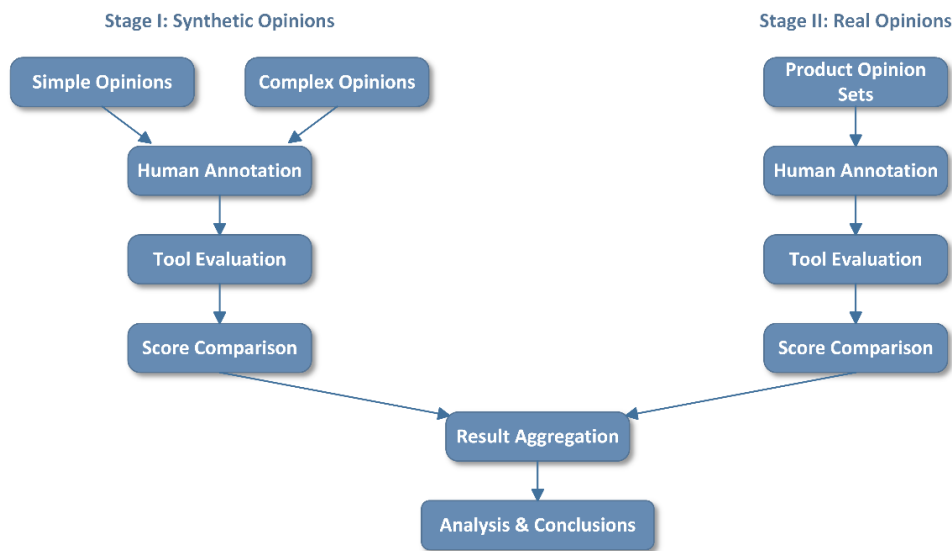 Stage I: Synthetic Opinions
Stage II: Real Opinions
Simple Opinions
Complex Opinions
Product Opinion
Sets
Human Annotation
Human Annotation
Tool Evaluation
Tool Evaluation
Score Comparison
Score Comparison
Result Aggregation
Analysis & Conclusions